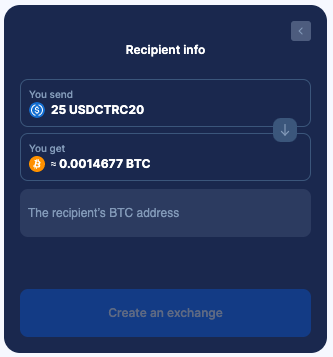 Recipient info
You send
25 USDCTRC20
You get
≈ 0.0014677 BTC
The recipient's BTC address
Create an exchange